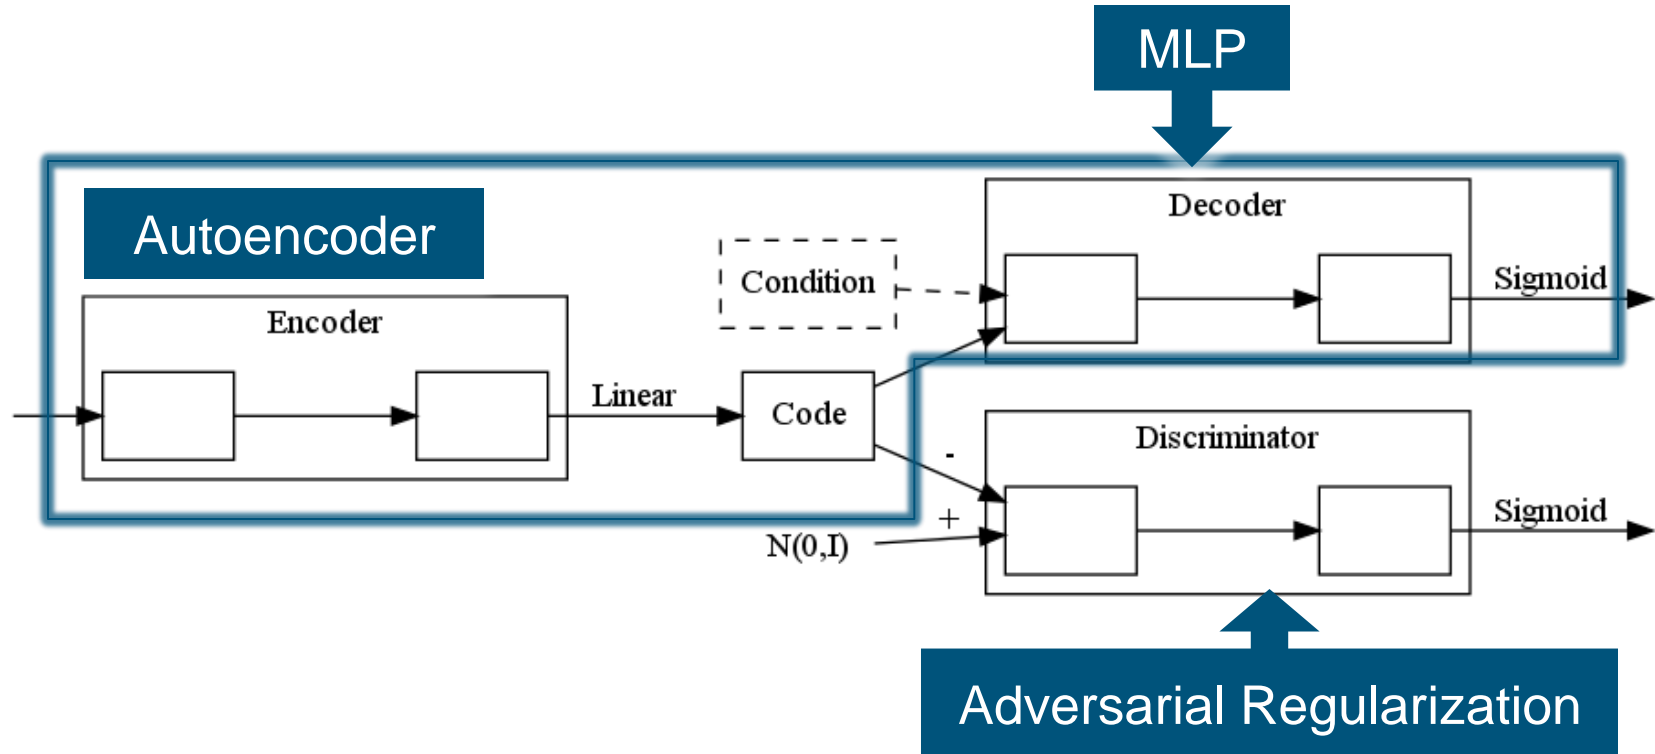 MLP
Autoencoder
Decoder
Condition
Sigmoid
Encoder
Linear
Code
Discriminator
-
+
N(0,I)
Sigmoid
Adversarial Regularization